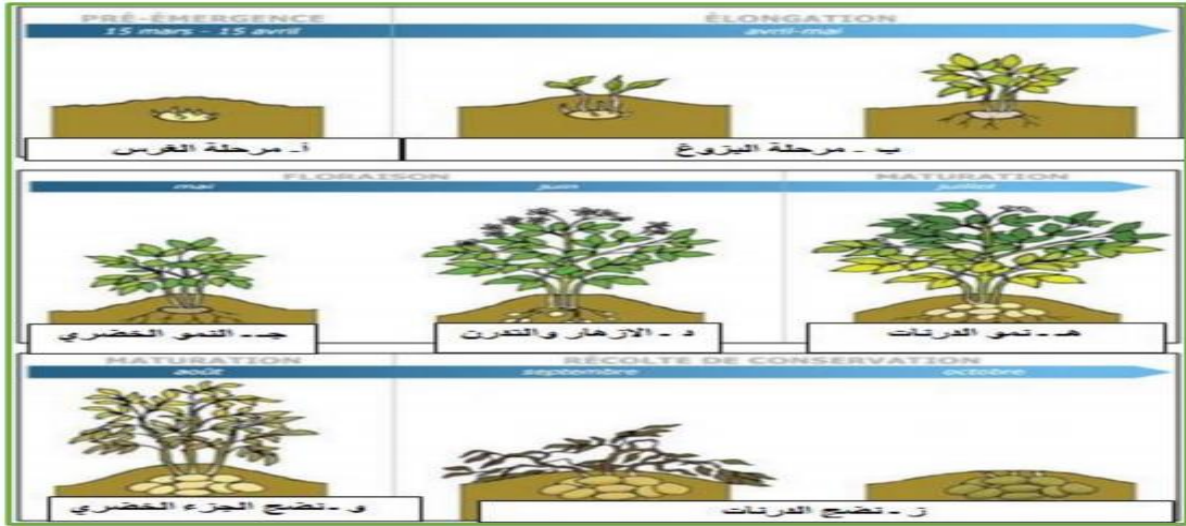 PRÉ-ÉMERGENCE ÉLONGATION
15 mars - 15 avril avril-mai
أ- مرحلة الغرس ب - مرحلة البزوغ
FLORAISON MATURATION
mai juin juillet
جـ - النمو الخضري د - الازهار والتدرن هـ - نمو الدرنات
MATURATION RÉCOLTE DE CONSERVATION
août septembre octobre
و - نضج الجزء الخضري ز - نضج الدرنات